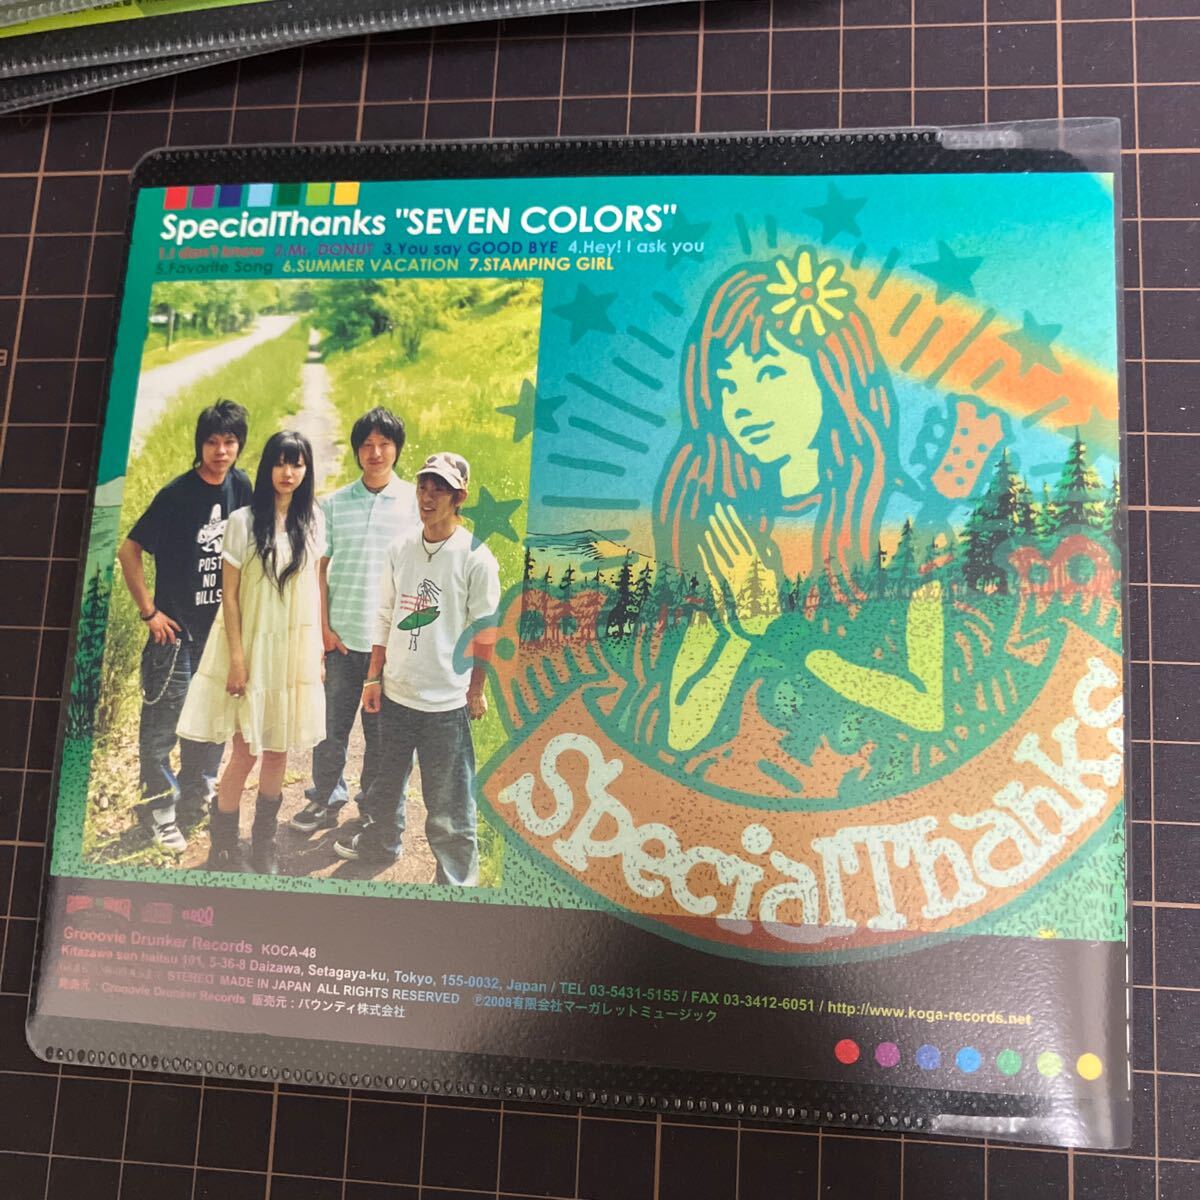 SpecialThanks "SEVEN COLORS"
1.I don't know 2.Mr. DONUT 3.You say GOOD BYE 4.Hey! I ask you
5.Favorite Song 6.SUMMER VACATION 7.STAMPING GIRL
POST
NO
BILLS
SpecialThanks
Grooovie Drunker Records KOCA-48
Kitazawa san haitsu 101, 5-36-8 Daizawa, Setagaya-ku, Tokyo, 155-0032, Japan / TEL 03-5431-5155 / FAX 03-3412-6051 / http://www.koga-records.net
STEREO MADE IN JAPAN ALL RIGHTS RESERVED ℗2008有限会社マーガレットミュージック
発売元：Grooovie Drunker Records 販売元：バウンディ株式会社